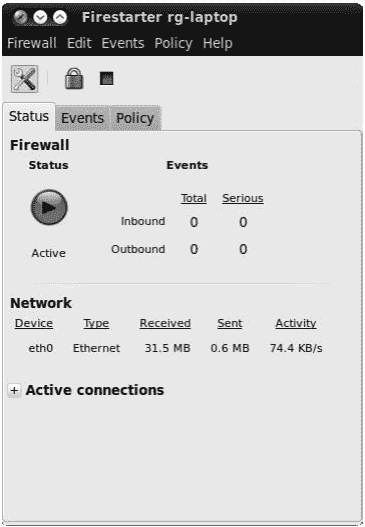 Firestarter rg-laptop
Firewall Edit Events Policy Help
Status Events Policy
Firewall
Status Events
Total Serious
Inbound 0 0
Outbound 0 0
Active
Network
Device Type Received Sent Activity
eth0 Ethernet 31.5 MB 0.6 MB 74.4 KB/s
Active connections